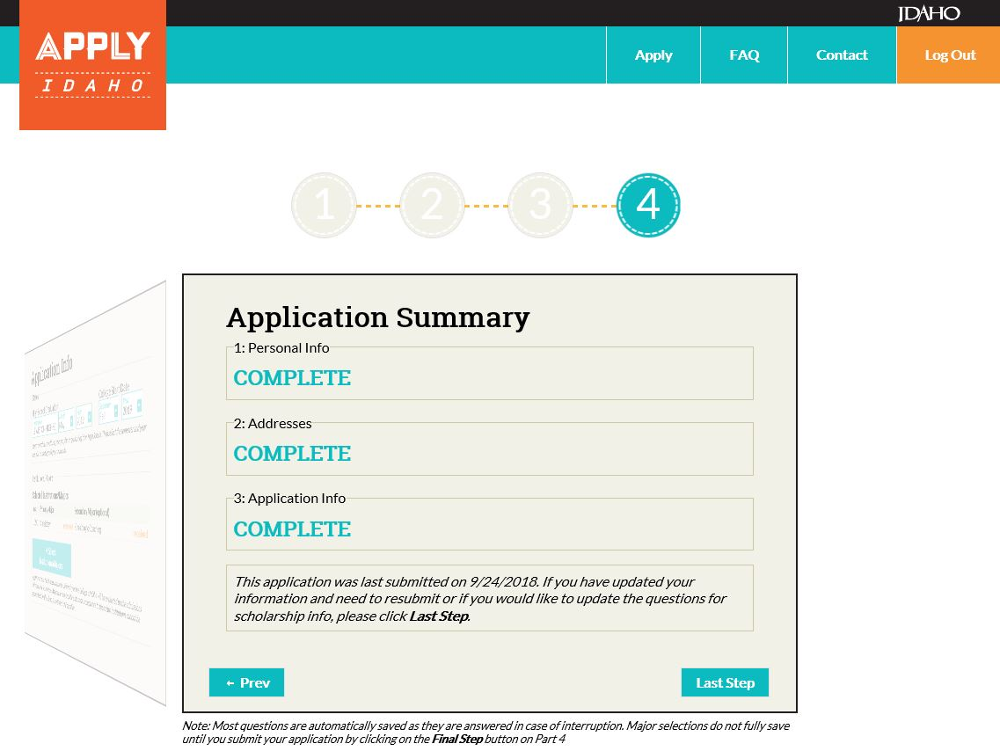 IDAHO
APPLY
IDAHO
Apply
FAQ
Contact
Log Out
1
2
3
4
Application Info
Application Summary
1: Personal Info
COMPLETE
2: Addresses
COMPLETE
3: Application Info
COMPLETE
This application was last submitted on 9/24/2018. If you have updated your
information and need to resubmit or if you would like to update the questions for
scholarship info, please click Last Step.
← Prev
Last Step
Note: Most questions are automatically saved as they are answered in case of interruption. Major selections do not fully save
until you submit your application by clicking on the Final Step button on Part 4